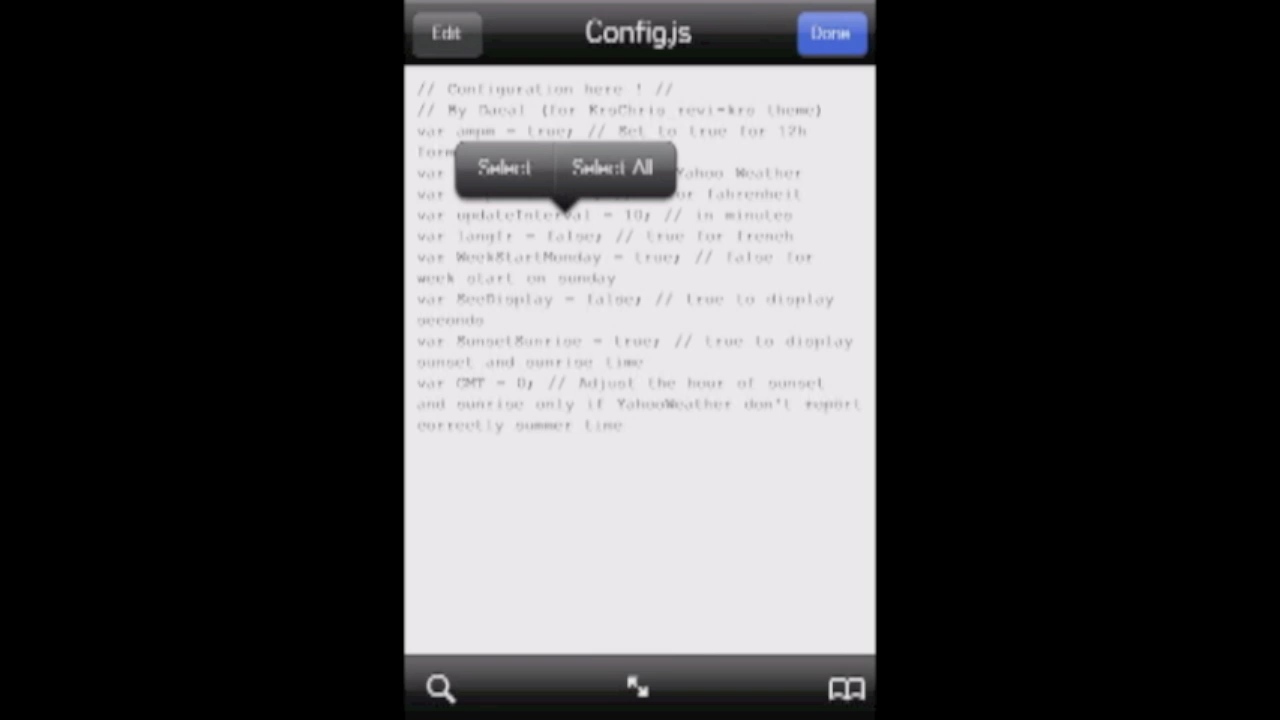 Edit
Config.js
Done
// Configuration here ! //
// By Dacal (for KroChris revi-kro theme)
var ampm = true; // Set to true for 12h
form
Select
Select All
var Yahoo Weather
var or fahrenheit
var updateInterval = 10; // in minutes
var langfr = false; // true for french
var WeekStartMonday = true; // false for
week start on sunday
var SecDisplay = false; // true to display
seconds
var SunsetSunrise = true; // true to display
sunset and sunrise time
var GMT = 0; // Adjust the hour of sunset
and sunrise only if YahooWeather don't report
correctly summer time